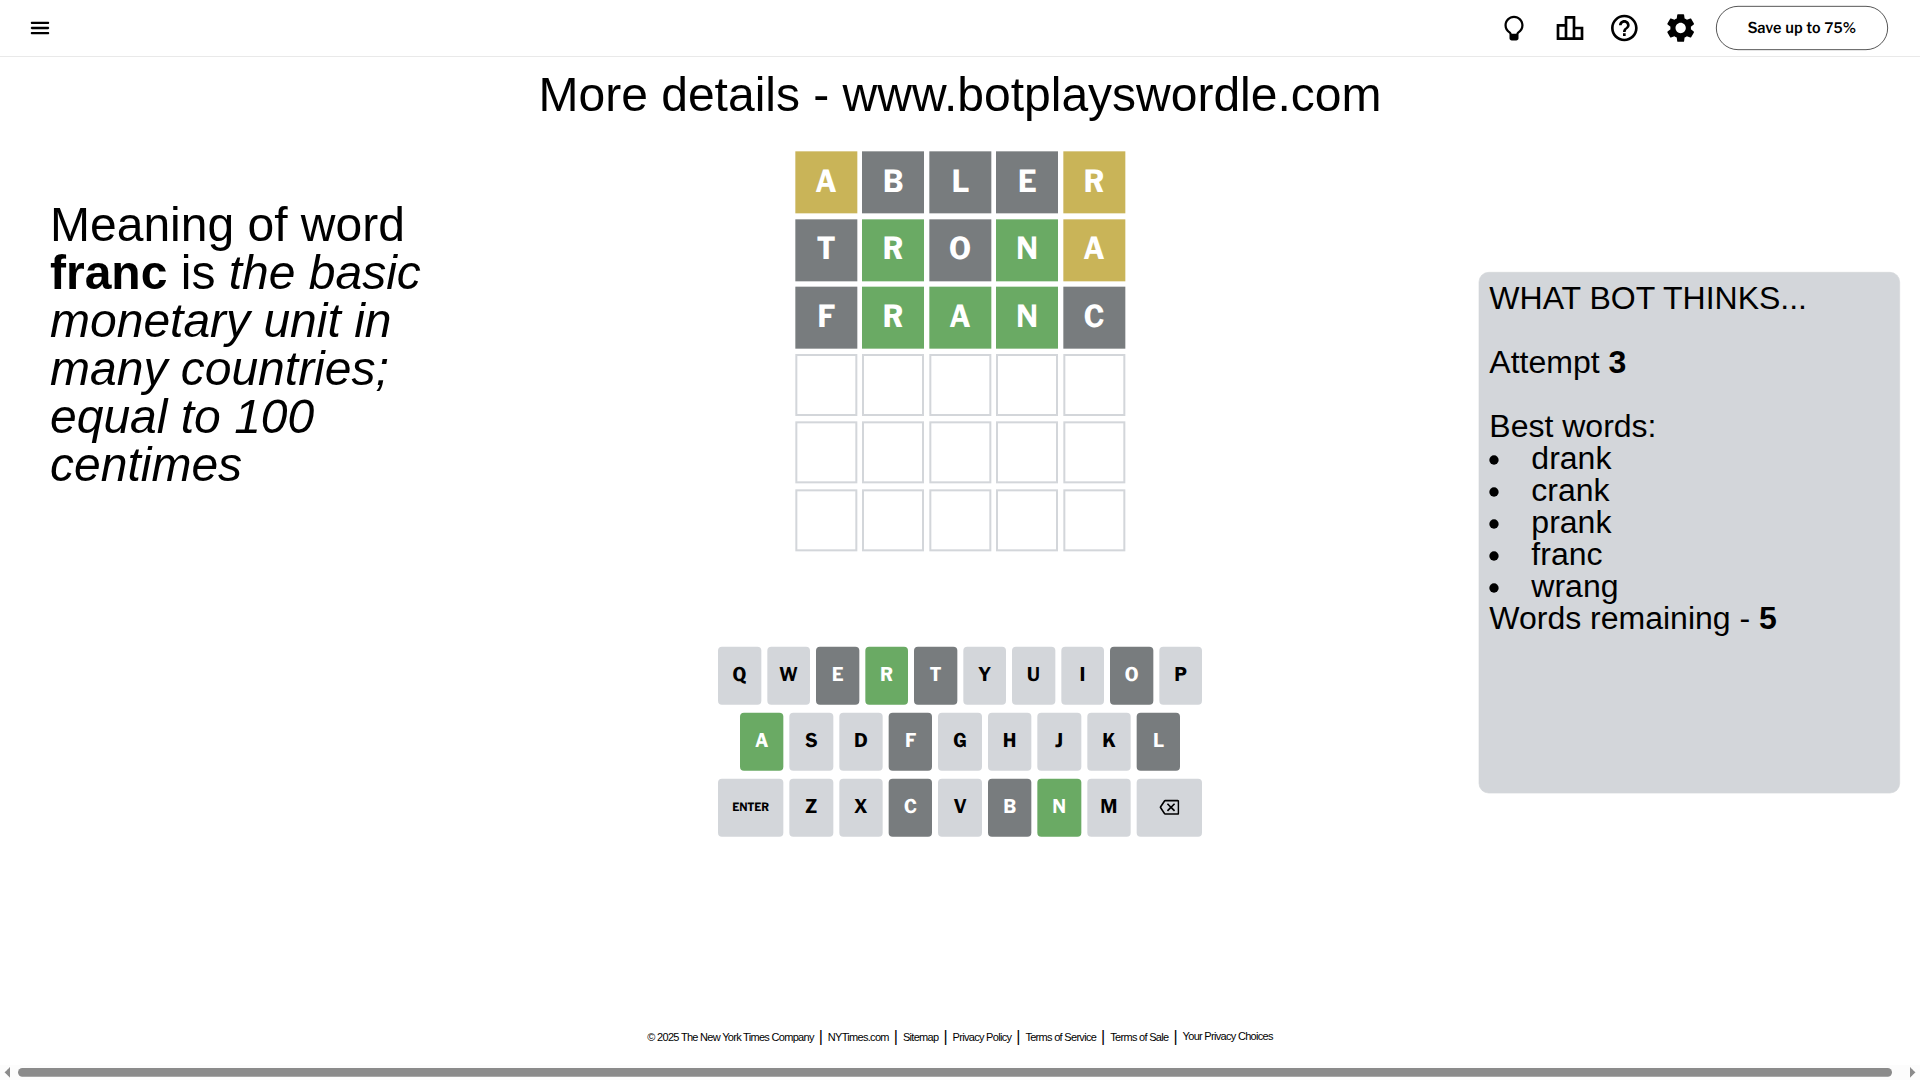 Save up to 75%
More details - www.botplayswordle.com
Meaning of word
franc is the basic
monetary unit in
many countries;
equal to 100
centimes
A B L E R
T R O N A
F R A N C
WHAT BOT THINKS...
Attempt 3
Best words:
• drank
• crank
• prank
• franc
• wrang
Words remaining - 5
Q W E R T Y U I O P
A S D F G H J K L
ENTER Z X C V B N M
© 2025 The New York Times Company | NYTimes.com | Sitemap | Privacy Policy | Terms of Service | Terms of Sale | Your Privacy Choices